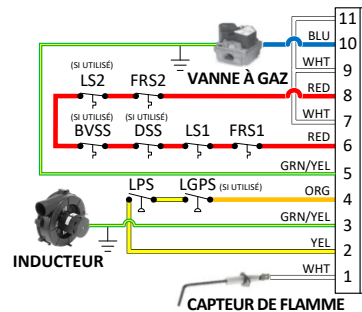 11
BLU
10
WHT
VANNE À GAZ
9
(SI UTILISÉ)
LS2 FRS2
RED
8
WHT
7
(SI UTILISÉ) (SI UTILISÉ)
BVSS DSS LS1 FRS1
RED
6
GRN/YEL
5
LPS LGPS (SI UTILISÉ)
ORG
4
GRN/YEL
3
YEL
2
INDUCTEUR
WHT
1
CAPTEUR DE FLAMME